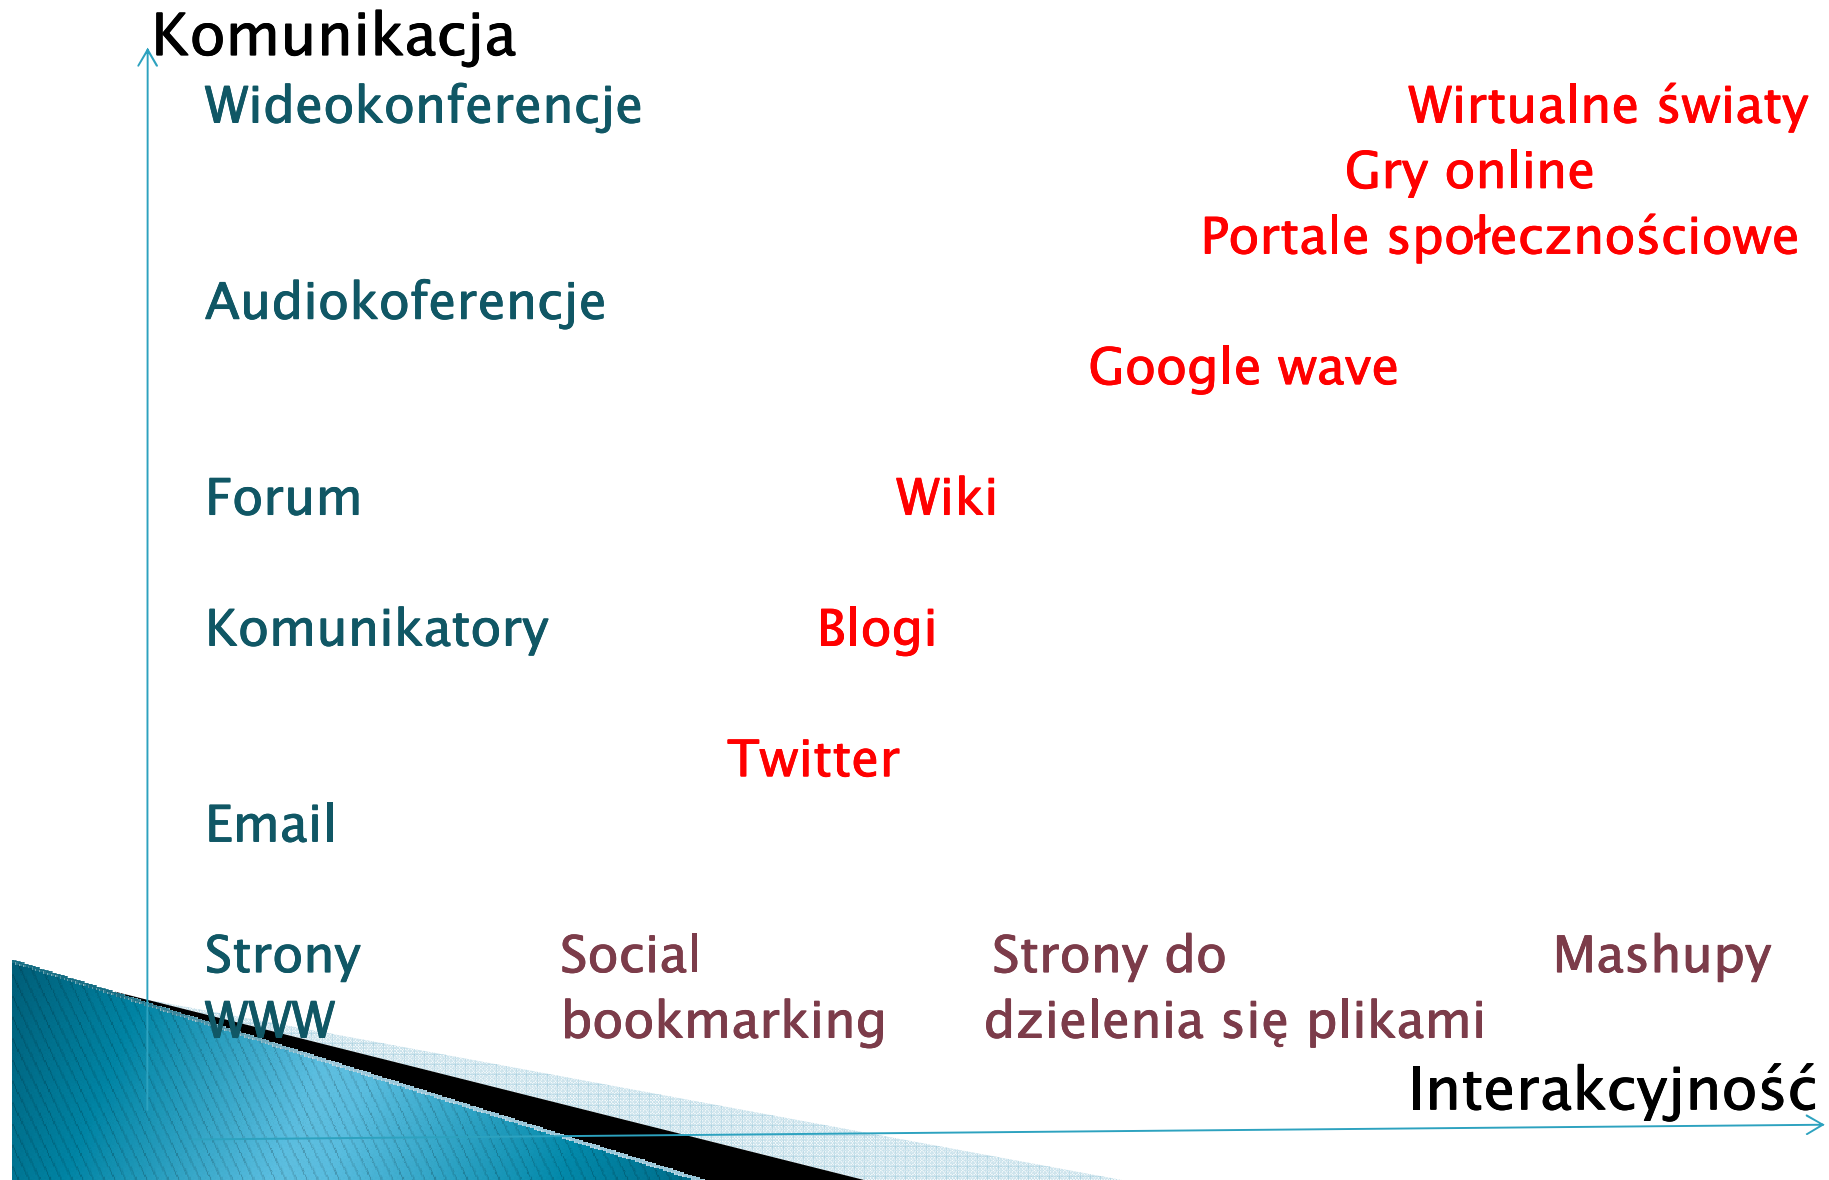 Komunikacja
Wideokonferencje Wirtualne światy
Gry online
Portale społecznościowe
Audiokoferencje
Google wave
Forum Wiki
Komunikatory Blogi
Twitter
Email
Strony Social Strony do Mashupy
WWW bookmarking dzielenia się plikami
Interakcyjność